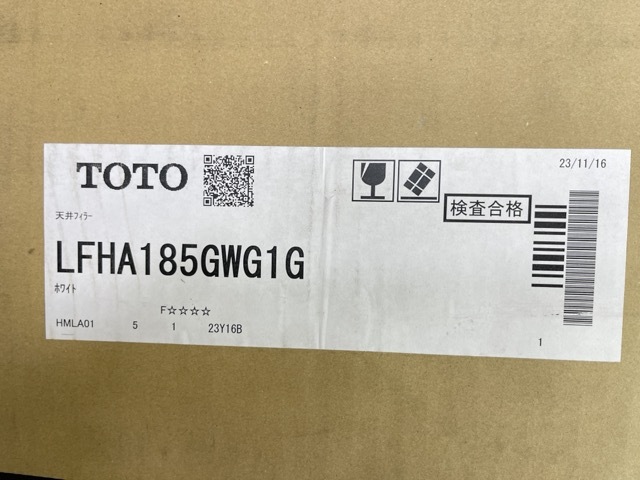 TOTO
23/11/16
天井フィラー
検査合格
LFHA185GWG1G
ホワイト
F☆☆☆☆
HMLA01 5 1 23Y16B
1